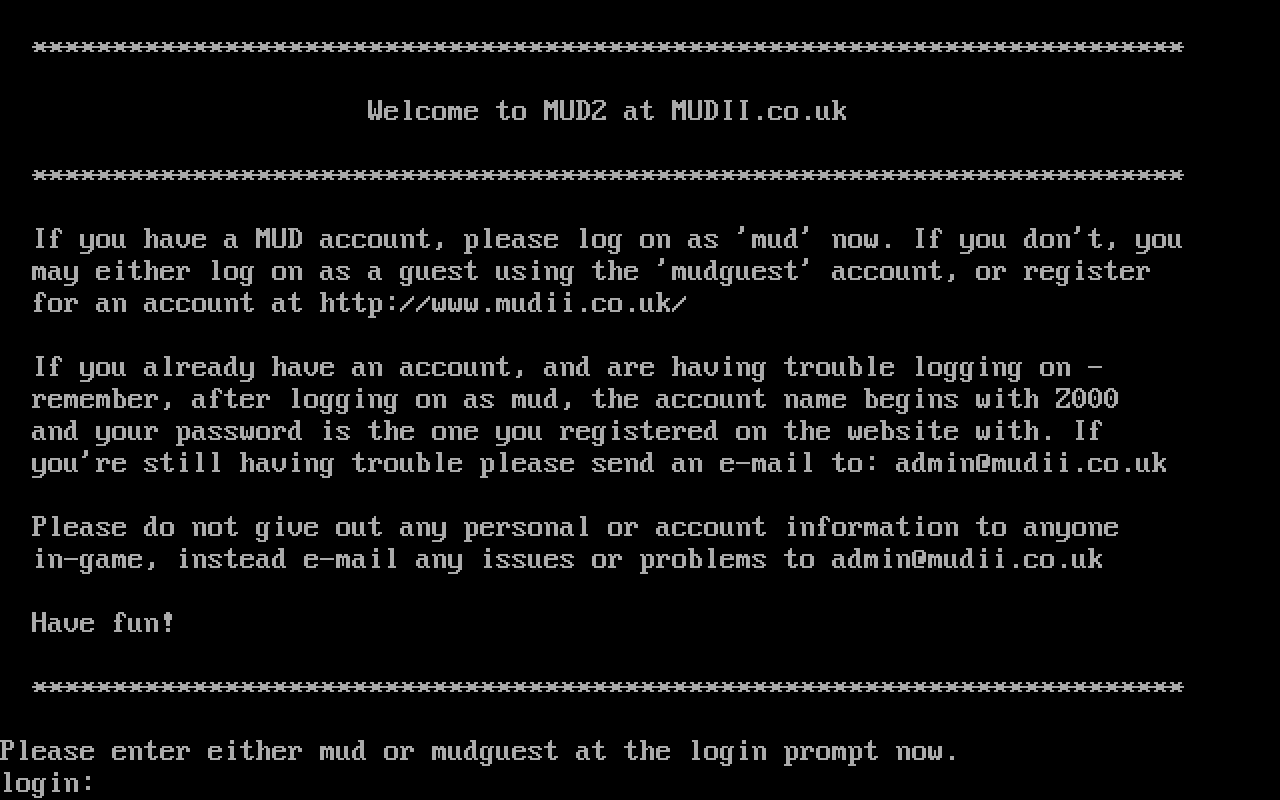 ************************************************************************
Welcome to MUD2 at MUDII.co.uk
************************************************************************
If you have a MUD account, please log on as 'mud' now. If you don't, you
may either log on as a guest using the 'mudguest' account, or register
for an account at http://www.mudii.co.uk/
If you already have an account, and are having trouble logging on -
remember, after logging on as mud, the account name begins with Z000
and your password is the one you registered on the website with. If
you're still having trouble please send an e-mail to: admin@mudii.co.uk
Please do not give out any personal or account information to anyone
in-game, instead e-mail any issues or problems to admin@mudii.co.uk
Have fun!
************************************************************************
Please enter either mud or mudguest at the login prompt now.
login: